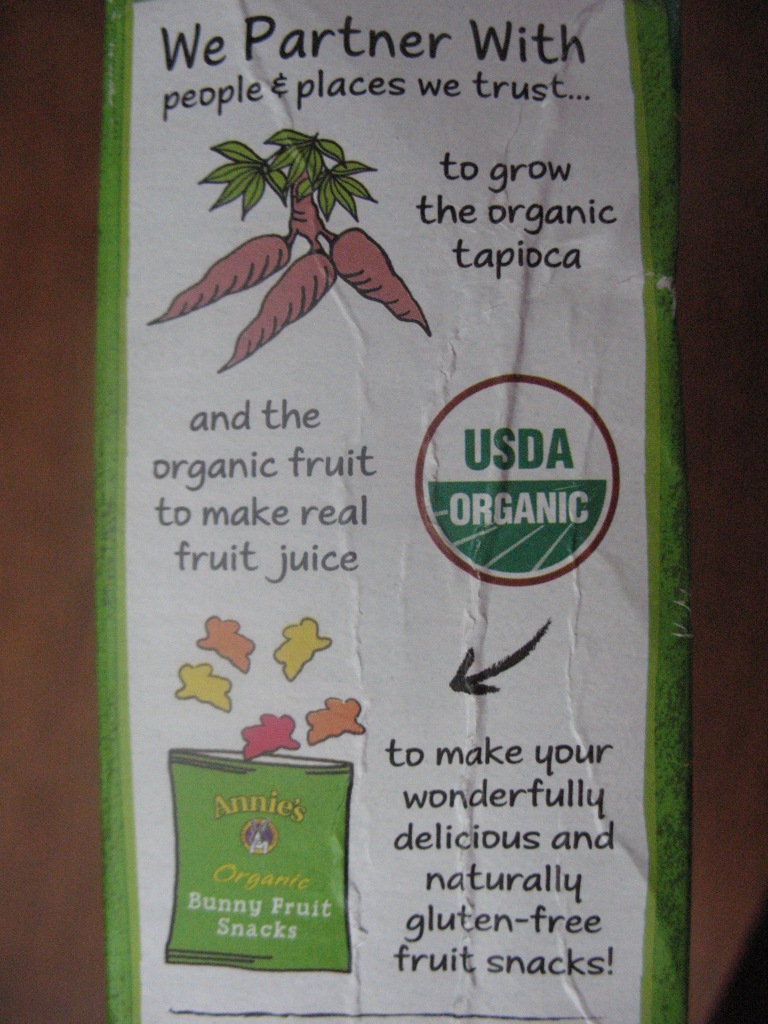 We Partner With
people & places we trust...
to grow
the organic
tapioca
and the
organic fruit
to make real
fruit juice
USDA
ORGANIC
to make your
wonderfully
delicious and
naturally
gluten-free
fruit snacks!
Annie's
Organic
Bunny Fruit
Snacks